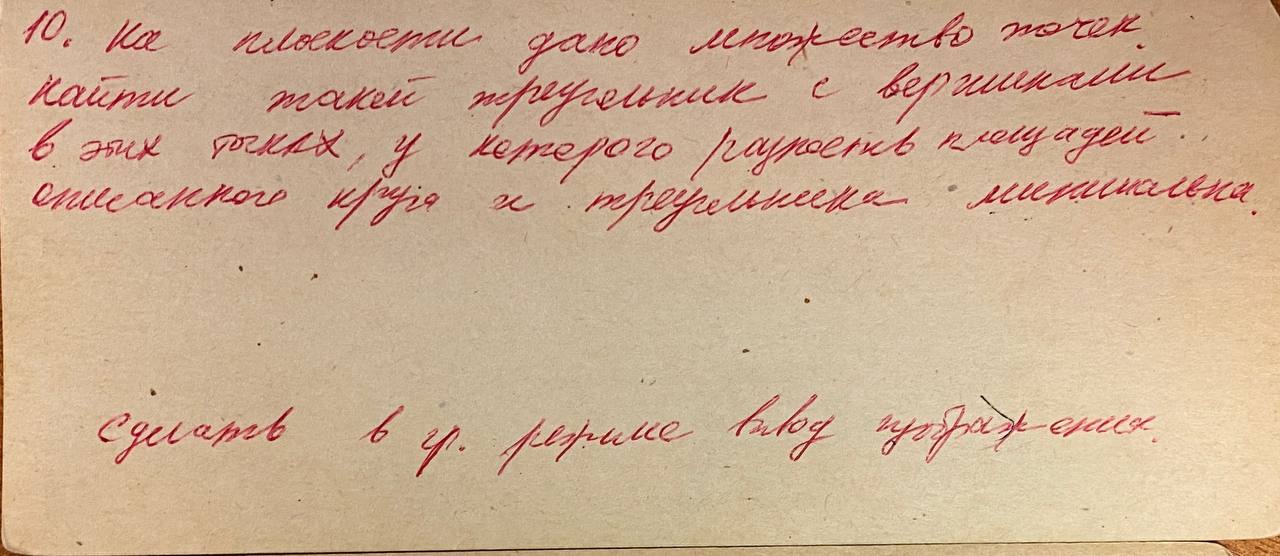 10. На плоскости дано множество точек.
Найти такой треугольник с вершинами
в этих точках, у которого разность площадей
описанного круга и треугольника минимальна.
Сделать в гр. режиме вывод изображения.